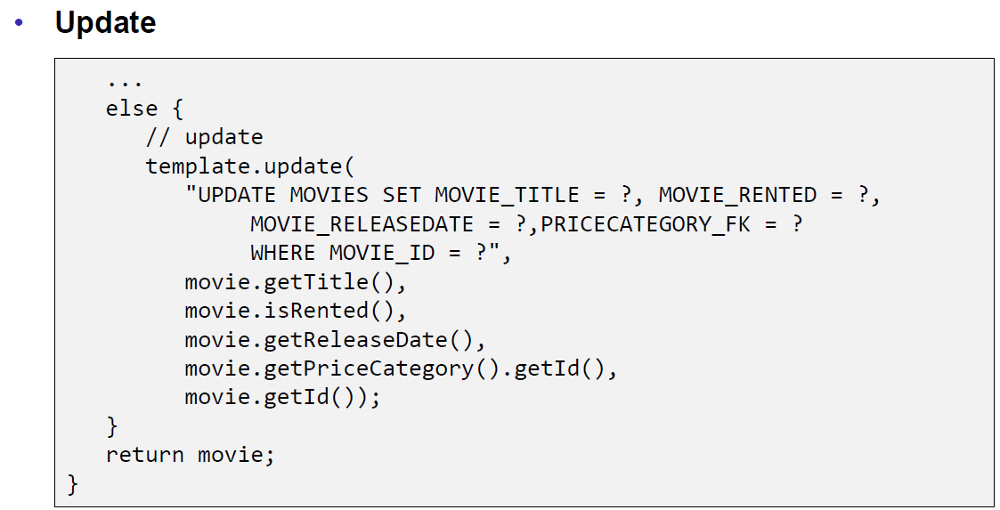 • Update
...
else {
// update
template.update(
"UPDATE MOVIES SET MOVIE_TITLE = ?, MOVIE_RENTED = ?,
MOVIE_RELEASEDATE = ?,PRICECATEGORY_FK = ?
WHERE MOVIE_ID = ?",
movie.getTitle(),
movie.isRented(),
movie.getReleaseDate(),
movie.getPriceCategory().getId(),
movie.getId());
}
return movie;
}